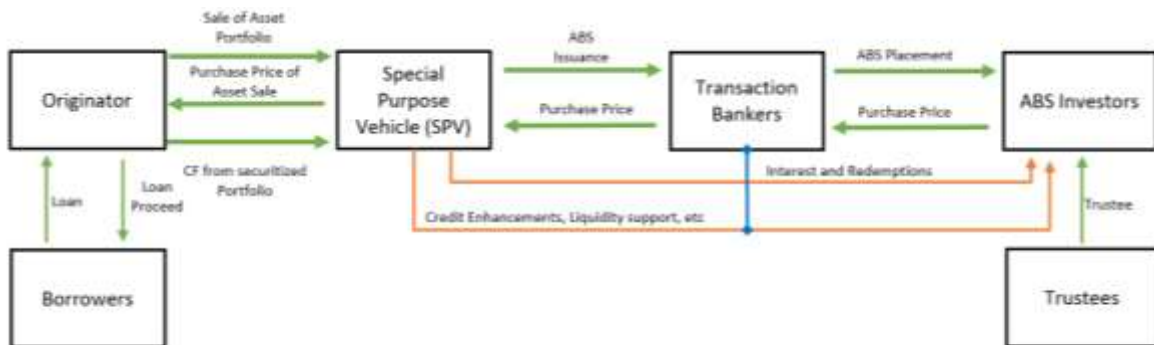 Sale of Asset
Portfolio
ABS
Issuance
ABS Placement
Originator
Purchase Price of
Asset Sale
Special
Purpose
Vehicle (SPV)
Purchase Price
Transaction
Bankers
Purchase Price
ABS Investors
CF from securitized
Portfolio
Loan
Loan
Proceed
Interest and Redemptions
Credit Enhancements, Liquidity support, etc
Trustee
Borrowers
Trustees